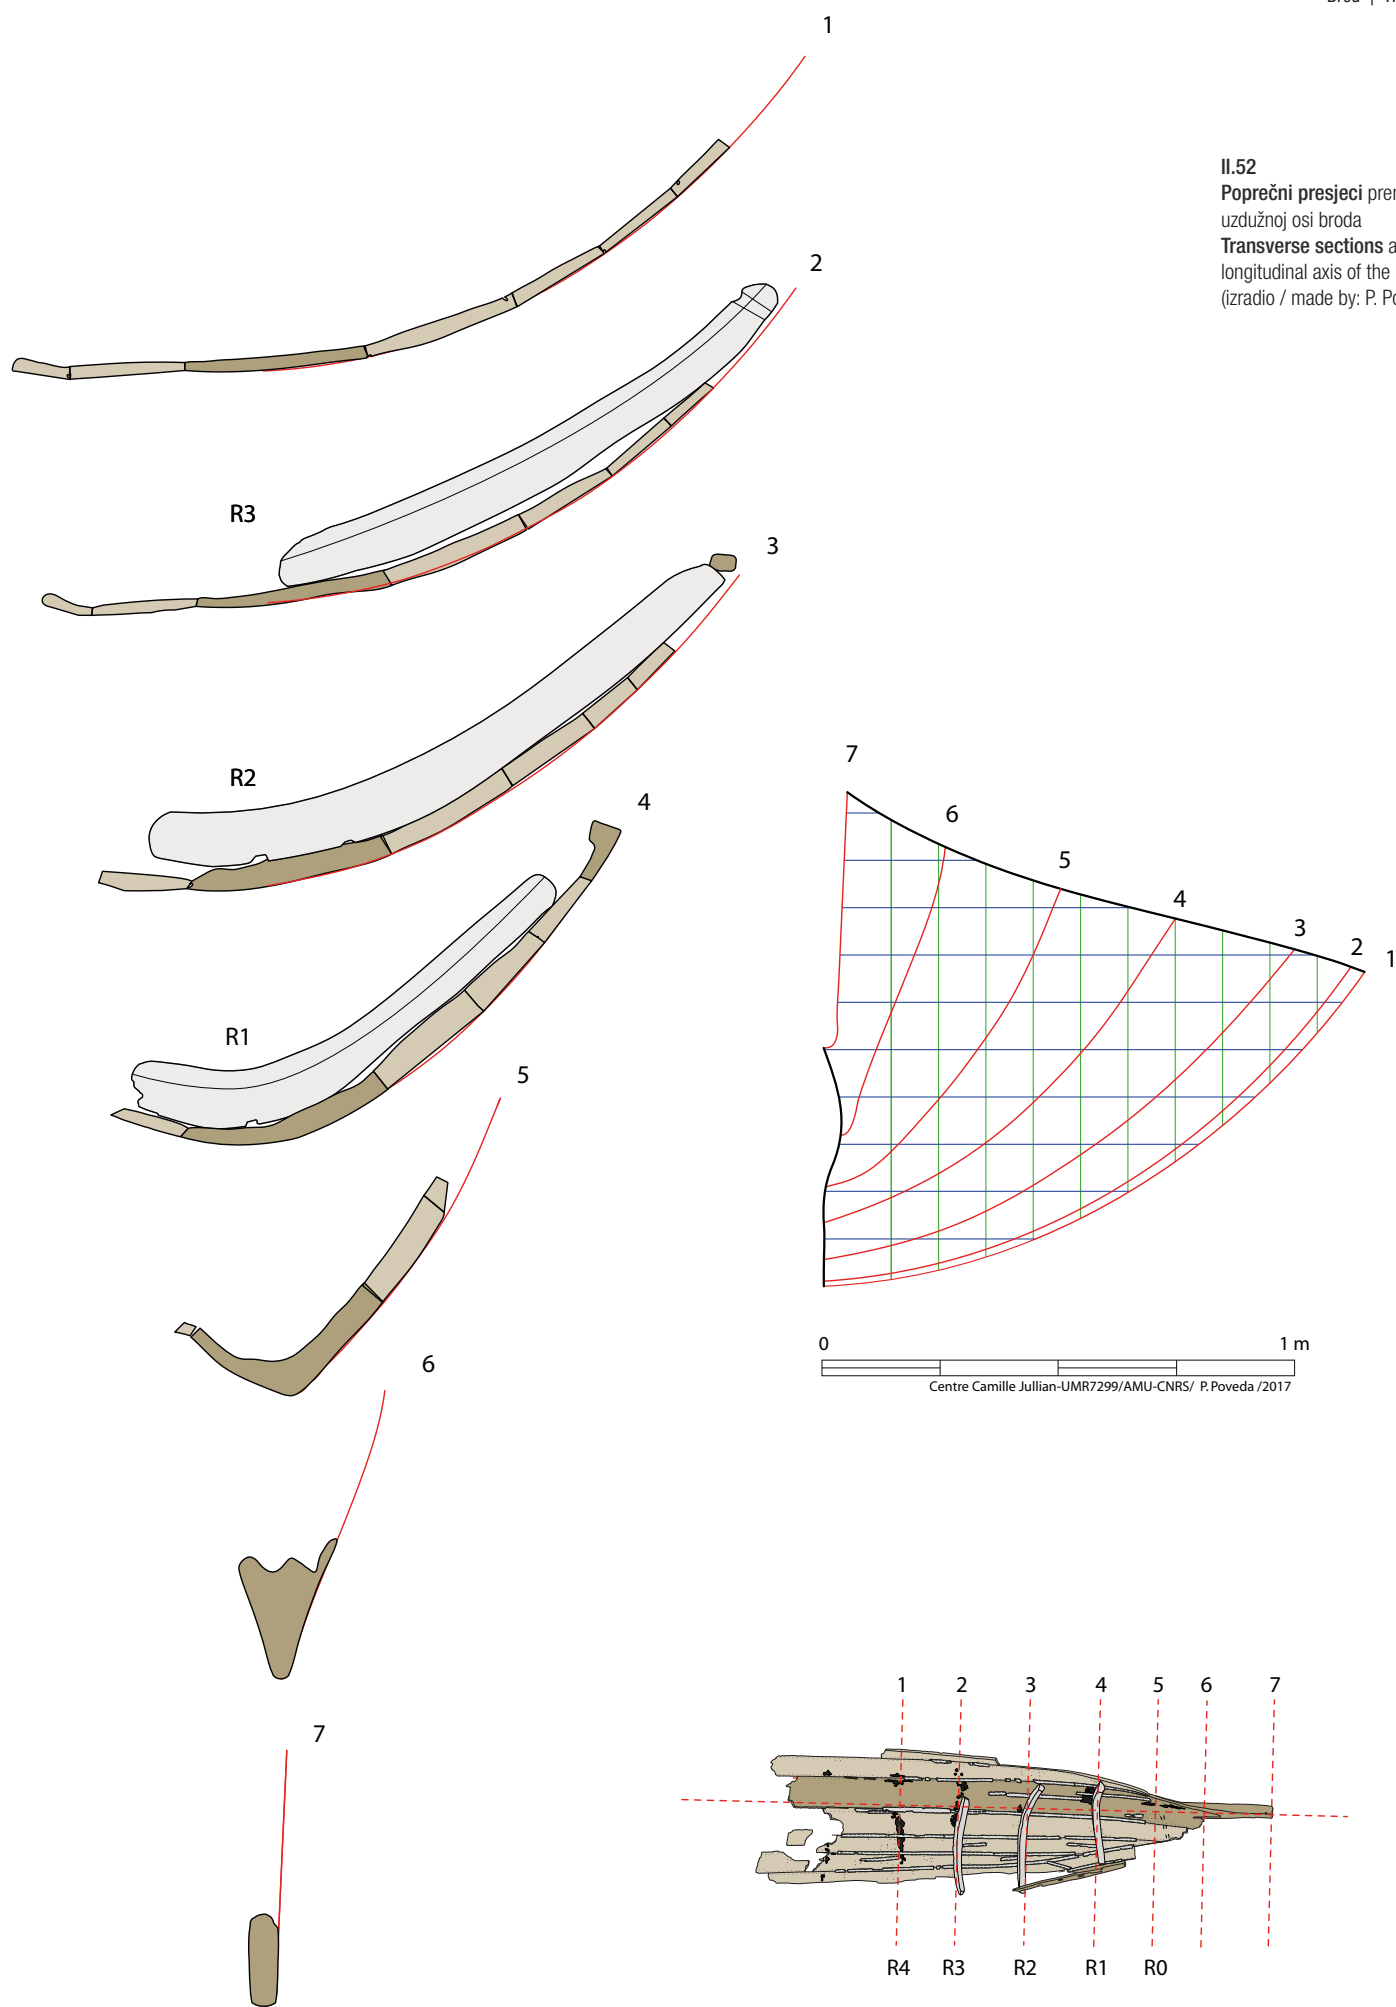 1
II.52
Poprečni presjeci
uzdužnoj osi broda
Transverse sections
longitudinal axis of the
(izradio / made by: P.
2
R3
3
R2
4
R1
5
6
7
7
6
5
4
3
2
1
0 1 m
Centre Camille Jullian-UMR7299/AMU-CNRS/ P.Poveda /2017
1 2 3 4 5 6 7
R4 R3 R2 R1 R0